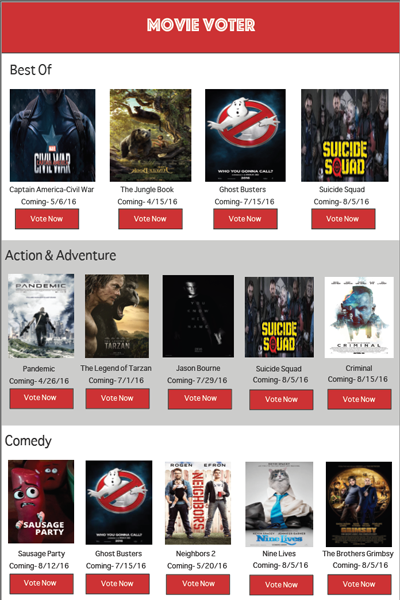 MOVIE VOTER
Best Of
CIVIL WAR
WHO YOU GONNA CALL?
SUICIDE SQUAD
Captain America-Civil War
The Jungle Book
Ghost Busters
Suicide Squad
Coming- 5/6/16
Coming- 4/15/16
Coming- 7/15/16
Coming- 8/5/16
Vote Now
Vote Now
Vote Now
Vote Now
Action & Adventure
PANDEMIC
TARZAN
SUICIDE SQUAD
CRIMINAL
Pandemic
The Legend of Tarzan
Jason Bourne
Suicide Squad
Criminal
Coming- 4/26/16
Coming- 7/1/16
Coming- 7/29/16
Coming- 8/5/16
Coming- 8/15/16
Vote Now
Vote Now
Vote Now
Vote Now
Vote Now
Comedy
SAUSAGE PARTY
WHO YOU GONNA CALL?
ROGEN EFRON
NEIGHBORS
Nine Lives
GRIMSBY
Sausage Party
Ghost Busters
Neighbors 2
Nine Lives
The Brothers Grimbsy
Coming- 8/12/16
Coming- 7/15/16
Coming- 5/20/16
Coming- 8/5/16
Coming- 8/5/16
Vote Now
Vote Now
Vote Now
Vote Now
Vote Now